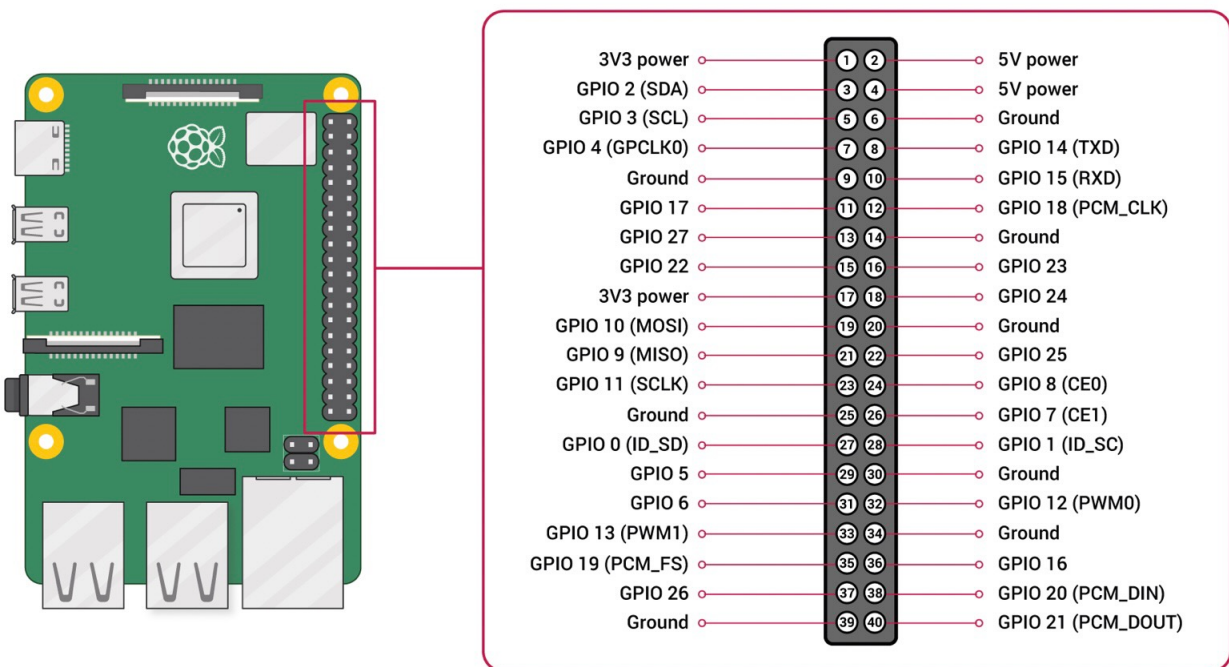 3V3 power 1 2 5V power
GPIO 2 (SDA) 3 4 5V power
GPIO 3 (SCL) 5 6 Ground
GPIO 4 (GPCLK0) 7 8 GPIO 14 (TXD)
Ground 9 10 GPIO 15 (RXD)
GPIO 17 11 12 GPIO 18 (PCM_CLK)
GPIO 27 13 14 Ground
GPIO 22 15 16 GPIO 23
3V3 power 17 18 GPIO 24
GPIO 10 (MOSI) 19 20 Ground
GPIO 9 (MISO) 21 22 GPIO 25
GPIO 11 (SCLK) 23 24 GPIO 8 (CE0)
Ground 25 26 GPIO 7 (CE1)
GPIO 0 (ID_SD) 27 28 GPIO 1 (ID_SC)
GPIO 5 29 30 Ground
GPIO 6 31 32 GPIO 12 (PWM0)
GPIO 13 (PWM1) 33 34 Ground
GPIO 19 (PCM_FS) 35 36 GPIO 16
GPIO 26 37 38 GPIO 20 (PCM_DIN)
Ground 39 40 GPIO 21 (PCM_DOUT)